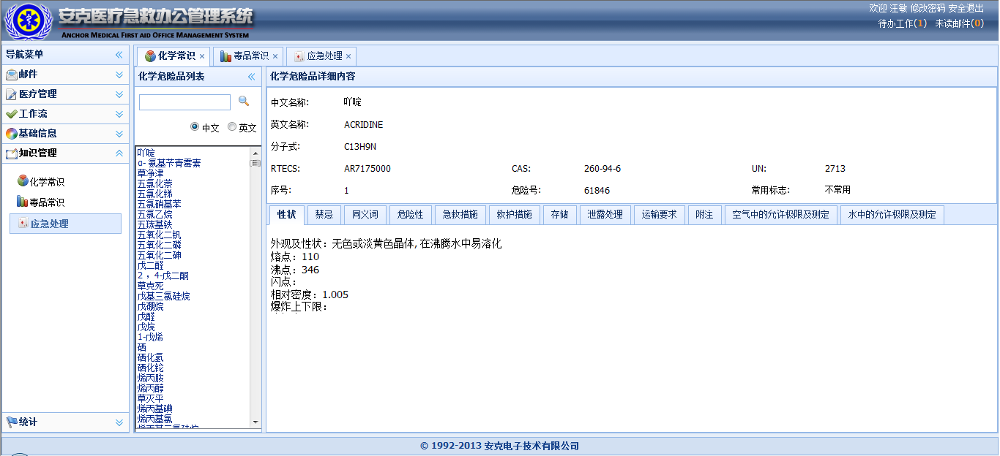 安克医疗急救办公管理系统
ANCHOR MEDICAL FIRST AID OFFICE MANAGEMENT SYSTEM
欢迎 汪敏 修改密码 安全退出
待办工作(1) 未读邮件(0)
导航菜单
邮件
医疗管理
工作流
基础信息
知识管理
化学常识
毒品常识
应急处理
统计
化学常识 × 毒品常识 × 应急处理 ×
化学危险品列表
中文 英文
吖啶
α- 氨基苄青霉素
草净津
五氯化萘
五氯化锑
五氯硝基苯
五氯乙烷
五羰基铁
五氧化二钒
五氧化二磷
五氧化二砷
戊二醛
2 , 4-戊二酮
草克死
戊基三氯硅烷
戊硼烷
戊醛
戊烷
1-戊烯
硒
硒化氢
硒化铊
烯丙胺
烯丙醇
草灭平
烯丙基碘
烯丙基氯
烯丙基三氯硅烷
化学危险品详细内容
中文名称: 吖啶
英文名称: ACRIDINE
分子式: C13H9N
RTECS: AR7175000 CAS: 260-94-6 UN: 2713
序号: 1 危险号: 61846 常用标志: 不常用
性状 禁忌 同义词 危险性 急救措施 救护措施 存储 泄露处理 运输要求 附注 空气中的允许极限及测定 水中的允许极限及测定
外观及性状：无色或淡黄色晶体,在沸腾水中易溶化
熔点：110
沸点：346
闪点：
相对密度：1.005
爆炸上下限：
© 1992-2013 安克电子技术有限公司